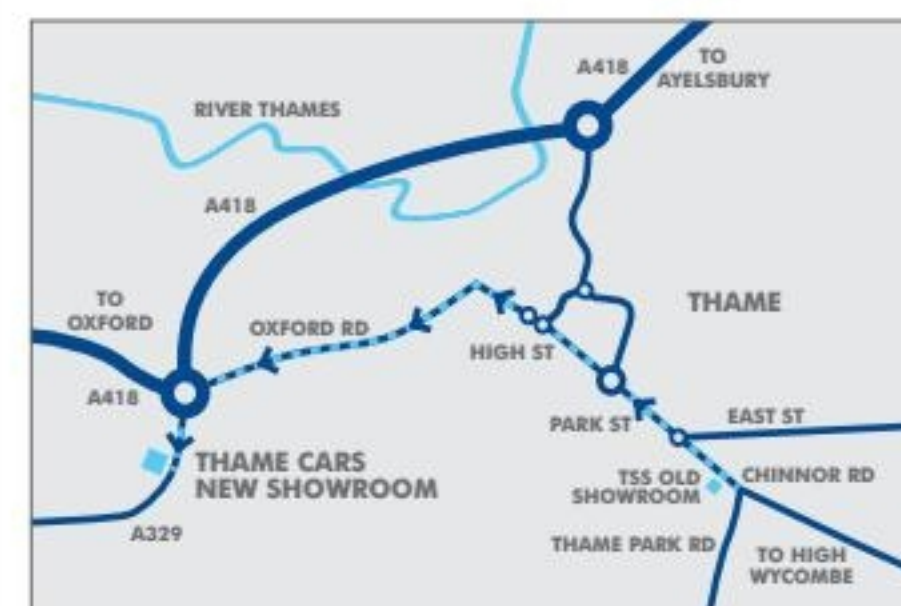 A418
TO
AYELSBURY
RIVER THAMES
A418
TO
OXFORD
OXFORD RD
THAME
HIGH ST
A418
PARK ST
EAST ST
THAME CARS
NEW SHOWROOM
TSS OLD
SHOWROOM
CHINNOR RD
A329
THAME PARK RD
TO HIGH
WYCOMBE